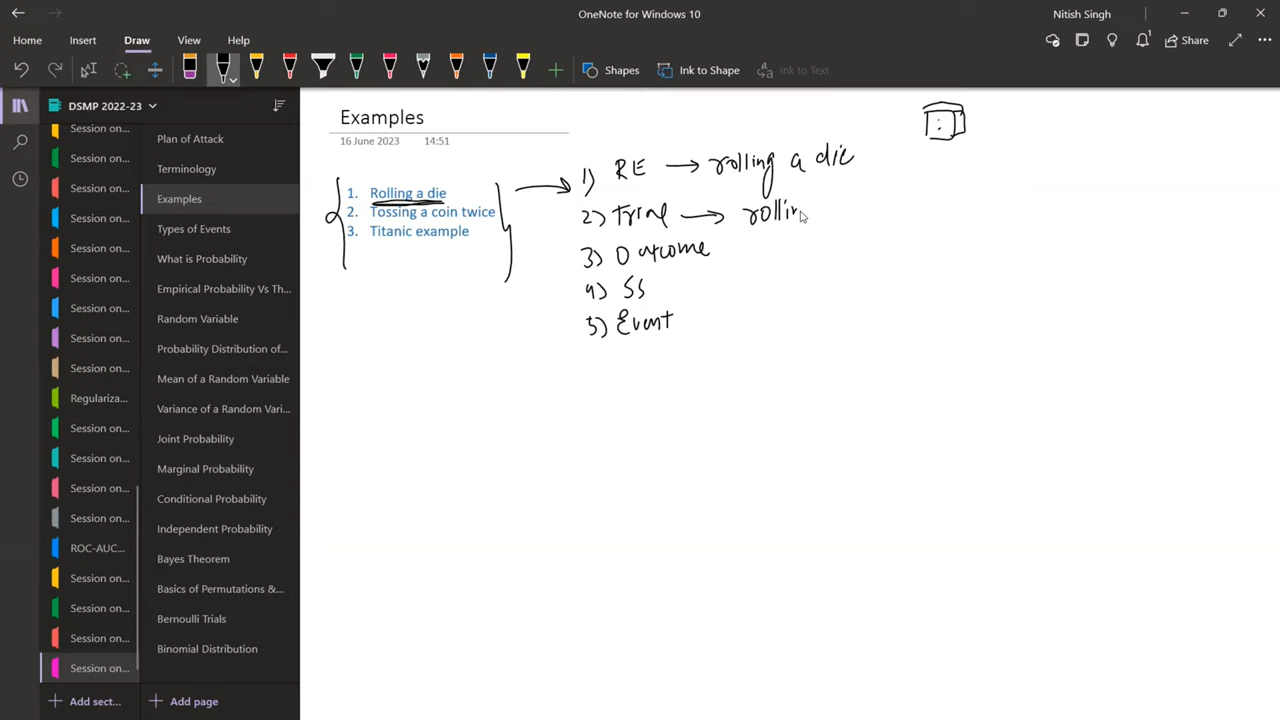 OneNote for Windows 10
Nitish Singh
Home
Insert
Draw
View
Help
Share
Shapes
Ink to Shape
Ink to Text
DSMP 2022-23
Session on...
Session on...
Session on...
Session on...
Session on...
Session on...
Session on...
Session on...
Session on...
Regulariza...
Session on...
Session on...
Session on...
Session on...
ROC-AUC...
Session on...
Session on...
Session on...
Session on...
Add sect...
Plan of Attack
Terminology
Examples
Types of Events
What is Probability
Empirical Probability Vs Th...
Random Variable
Probability Distribution of...
Mean of a Random Variable
Variance of a Random Vari...
Joint Probability
Marginal Probability
Conditional Probability
Independent Probability
Bayes Theorem
Basics of Permutations &...
Bernoulli Trials
Binomial Distribution
Add page
Examples
16 June 2023 14:51
1. Rolling a die
2. Tossing a coin twice
3. Titanic example
1) RE → rolling a die
2) Trial → rollin
3) Outcome
4) SS
5) Event